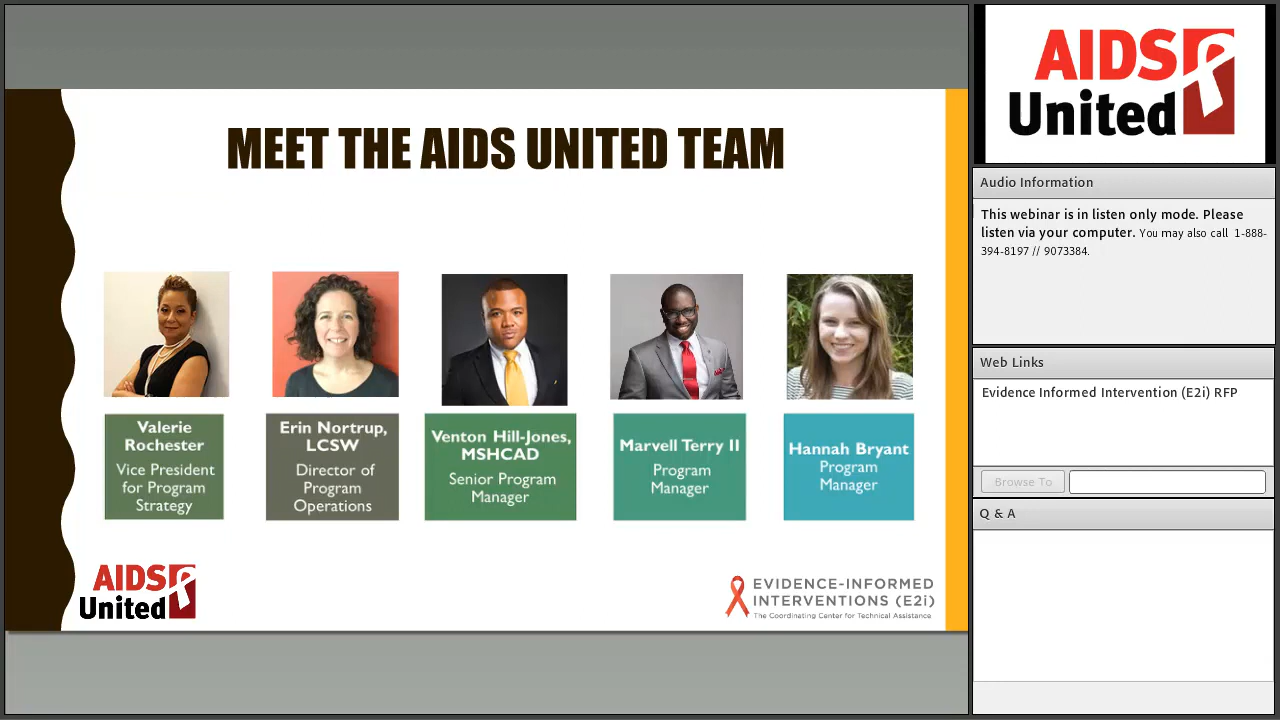 MEET THE AIDS UNITED TEAM
Valerie
Rochester
Vice President
for Program
Strategy
Erin Nortrup,
LCSW
Director of
Program
Operations
Venton Hill-Jones,
MSHCAD
Senior Program
Manager
Marvell Terry II
Program
Manager
Hannah Bryant
Program
Manager
AIDS
United
EVIDENCE-INFORMED
INTERVENTIONS (E2i)
The Coordinating Center for Technical Assistance
AIDS
United
Audio Information
This webinar is in listen only mode. Please
listen via your computer. You may also call 1-888-
394-8197 // 9073384.
Web Links
Evidence Informed Intervention (E2i) RFP
Browse To
Q & A